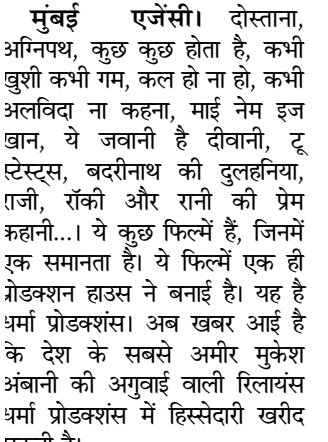 मुंबई एजेंसी। दोस्ताना,
अग्निपथ, कुछ कुछ होता है, कभी
खुशी कभी गम, कल हो ना हो, कभी
अलविदा ना कहना, माई नेम इज
खान, ये जवानी है दीवानी, टू
स्टेस्ट्स, बदरीनाथ की दुलहनिया,
राजी, रॉकी और रानी की प्रेम
कहानी...। ये कुछ फिल्में हैं, जिनमें
एक समानता है। ये फिल्में एक ही
प्रोडक्शन हाउस ने बनाई है। यह है
धर्मा प्रोडक्शंस। अब खबर आई है
कि देश के सबसे अमीर मुकेश
अंबानी की अगुवाई वाली रिलायंस
धर्मा प्रोडक्शंस में हिस्सेदारी खरीद